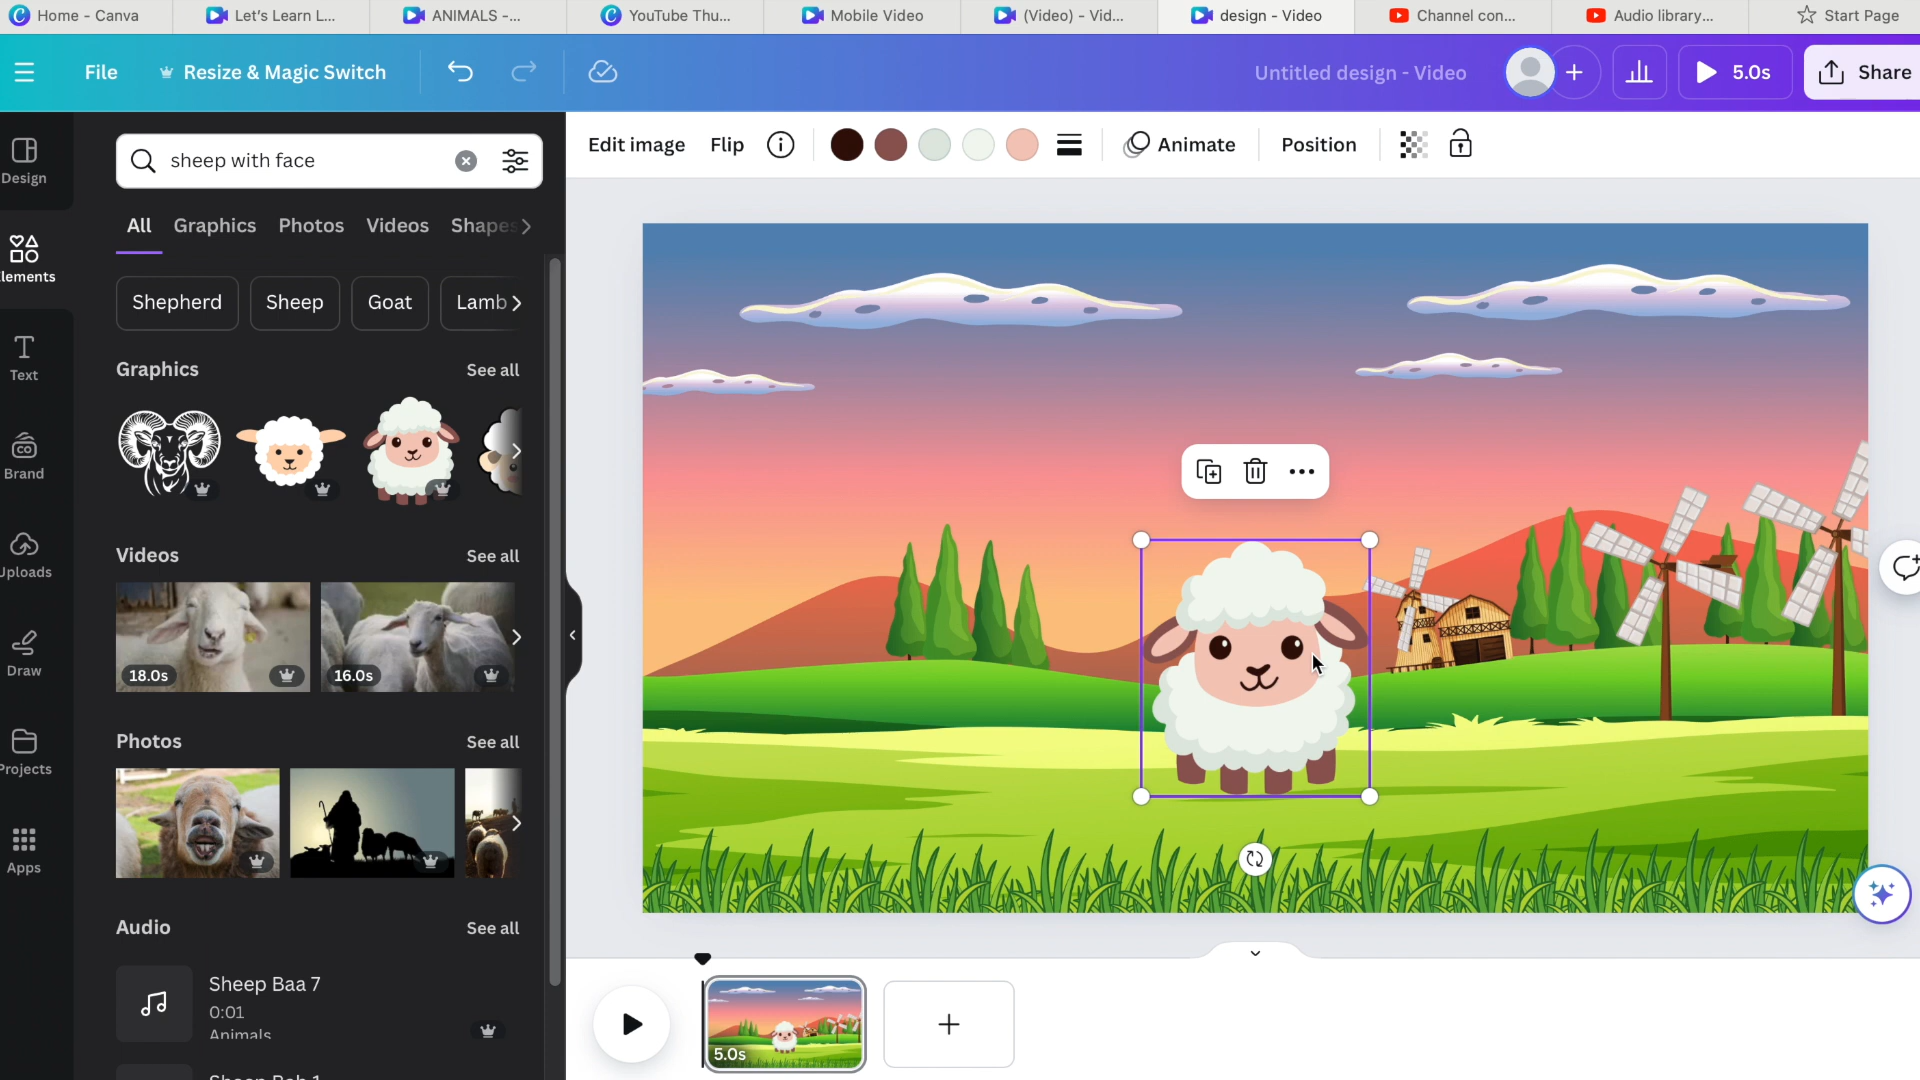 Home - Canva
Let's Learn L...
ANIMALS -...
YouTube Thu...
Mobile Video
(Video) - Vid...
design - Video
Channel con...
Audio library...
Start Page
File
Resize & Magic Switch
Untitled design - Video
5.0s
Share
Design
sheep with face
Edit image
Flip
Animate
Position
All
Graphics
Photos
Videos
Shapes
lements
Shepherd
Sheep
Goat
Lamb
Text
Graphics
See all
Brand
Videos
See all
Uploads
18.0s
16.0s
Draw
Photos
See all
Projects
Apps
Audio
See all
Sheep Baa 7
0:01
Animals
5.0s